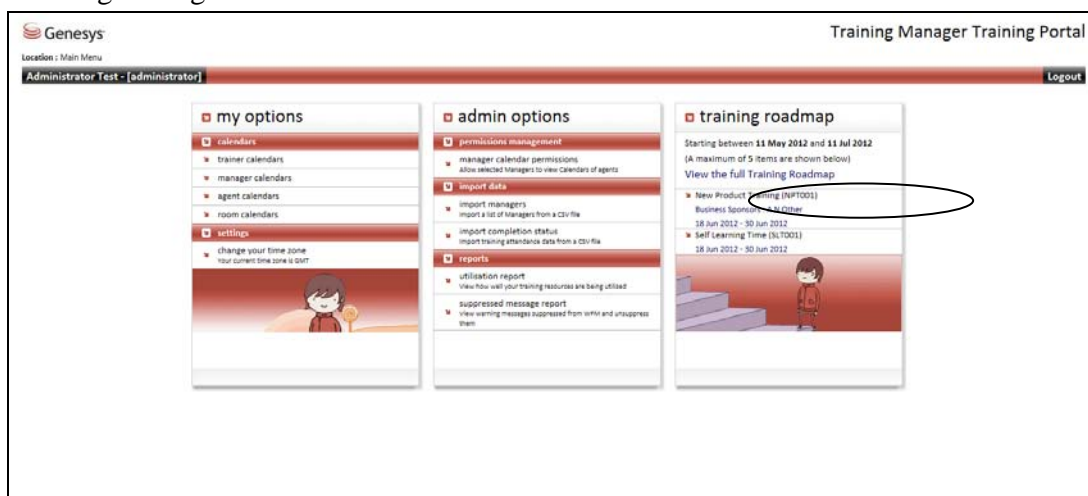 Genesys
Training Manager Training Portal
Location : Main Menu
Administrator Test - [administrator]
Logout
my options
calendars
trainer calendars
manager calendars
agent calendars
room calendars
settings
change your time zone
Your current time zone is GMT
admin options
permissions management
manager calendar permissions
Allow selected Managers to view Calendars of agents
import data
import managers
Import a list of Managers from a CSV file
import completion status
Import training attendance data from a CSV file
reports
utilisation report
View how well your training resources are being utilised
suppressed message report
View warning messages suppressed from WFM and unsuppress
them
training roadmap
Starting between 11 May 2012 and 11 Jul 2012
(A maximum of 5 items are shown below)
View the full Training Roadmap
New Product Training (NPT001)
Business Sponsors - A N Other
18 Jun 2012 - 30 Jun 2012
Self Learning Time (SLT001)
18 Jun 2012 - 30 Jun 2012